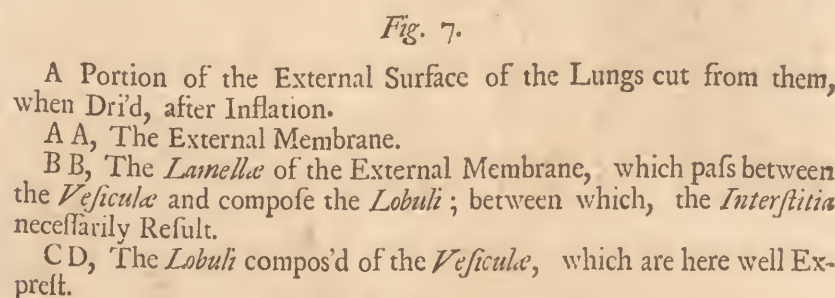 Fig. 7.
A Portion of the External Surface of the Lungs cut from them,
when Dri'd, after Inflation.
A A, The External Membrane.
B B, The Lamellæ of the External Membrane, which paſs between
the Veſiculæ and compoſe the Lobuli; between which, the Interſtitia
neceſſarily Reſult.
C D, The Lobuli compos'd of the Veſiculæ, which are here well Ex-
preſt.